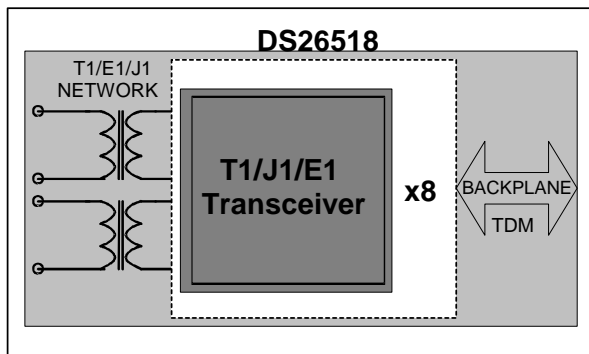 DS26518
T1/E1/J1
NETWORK
T1/J1/E1
Transceiver
x8
BACKPLANE
TDM